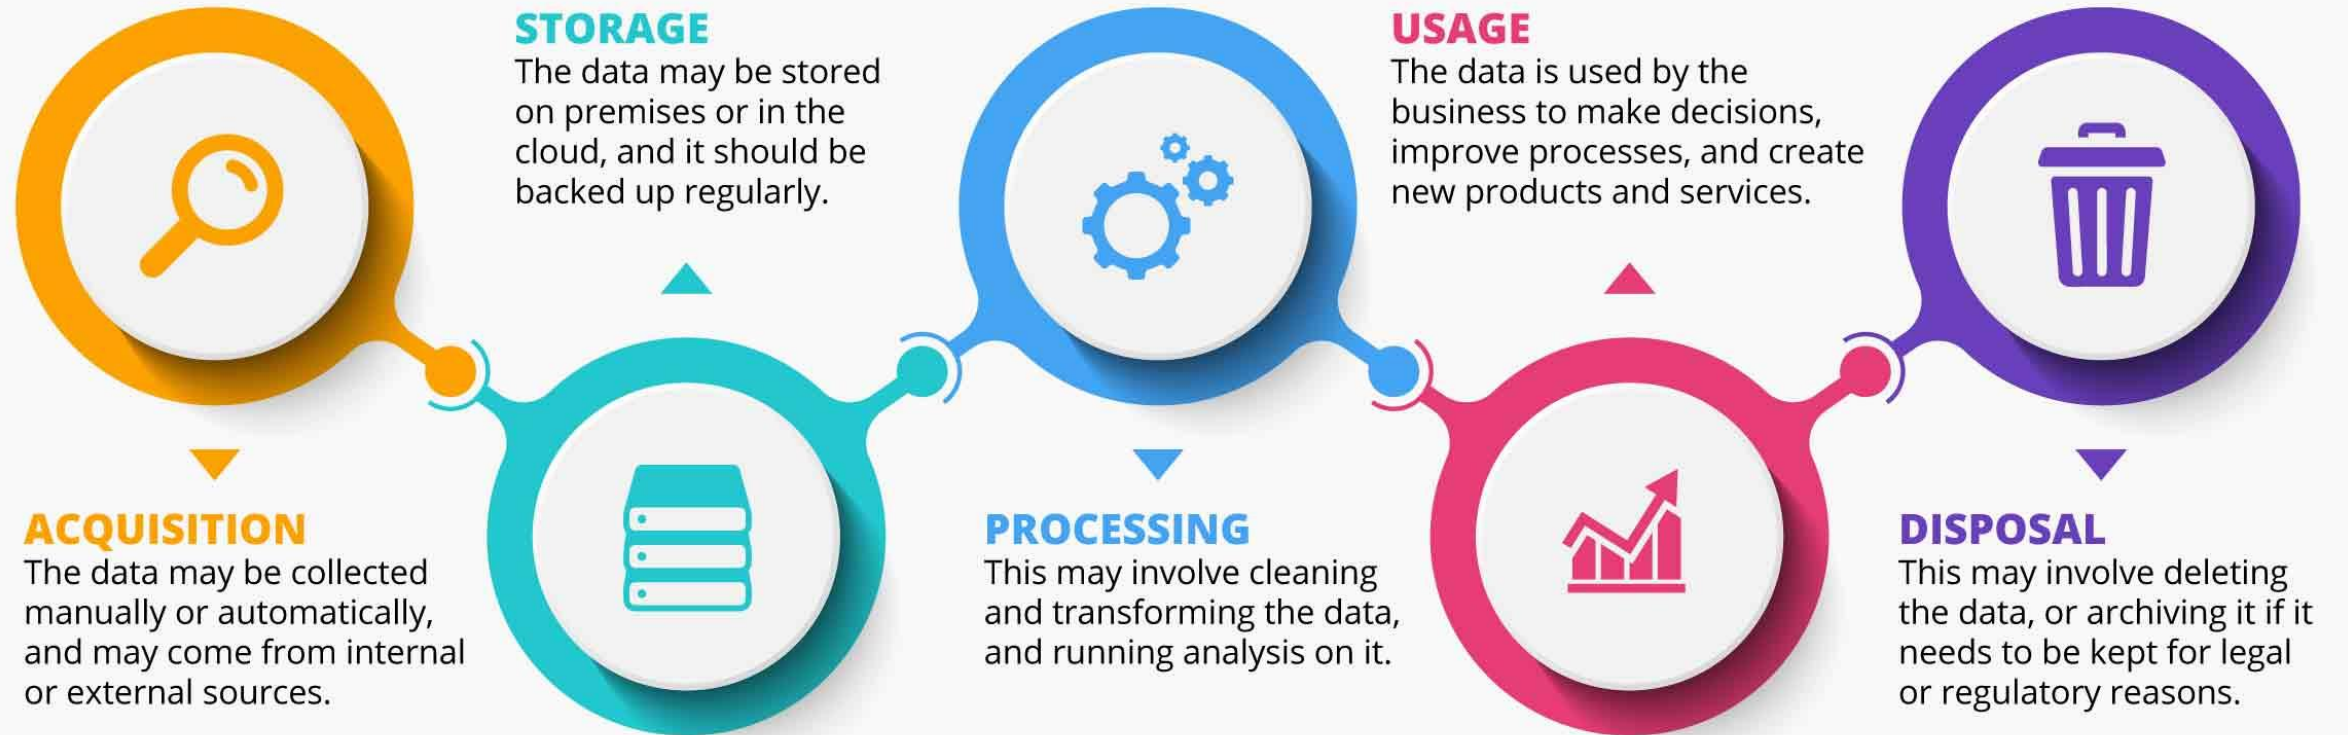 ACQUISITION
The data may be collected
manually or automatically,
and may come from internal
or external sources.
STORAGE
The data may be stored
on premises or in the
cloud, and it should be
backed up regularly.
PROCESSING
This may involve cleaning
and transforming the data,
and running analysis on it.
USAGE
The data is used by the
business to make decisions,
improve processes, and create
new products and services.
DISPOSAL
This may involve deleting
the data, or archiving it if it
needs to be kept for legal
or regulatory reasons.